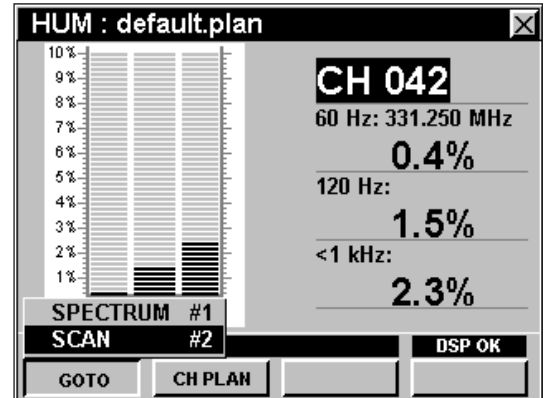 HUM : default.plan
10%
9%
8%
7%
6%
5%
4%
3%
2%
1%
CH 042
60 Hz: 331.250 MHz
0.4%
120 Hz:
1.5%
<1 kHz:
2.3%
SPECTRUM #1
SCAN #2
DSP OK
GOTO
CH PLAN